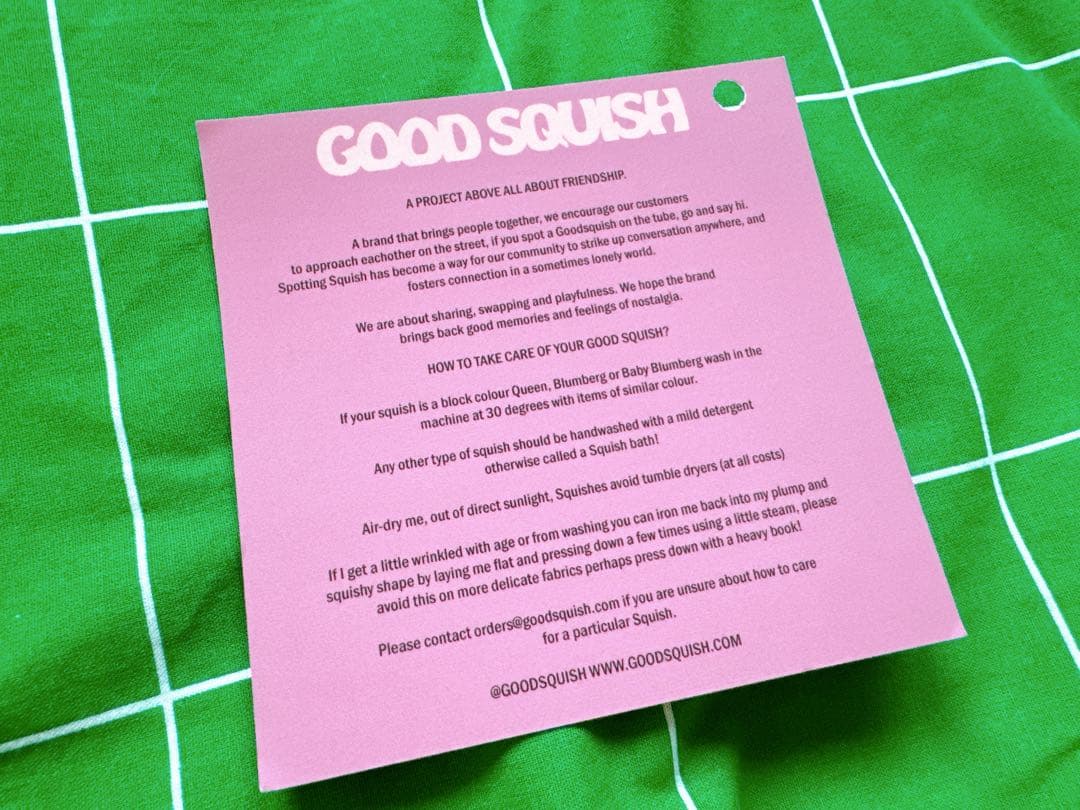 GOOD SQUISH
A PROJECT ABOVE ALL ABOUT FRIENDSHIP.
A brand that brings people together, we encourage our customers
to approach eachother on the street, if you spot a Goodsquish on the tube, go and say hi.
Spotting Squish has become a way for our community to strike up conversation anywhere, and
fosters connection in a sometimes lonely world.
We are about sharing, swapping and playfulness. We hope the brand
brings back good memories and feelings of nostalgia.
HOW TO TAKE CARE OF YOUR GOOD SQUISH?
If your squish is a block colour Queen, Blumberg or Baby Blumberg wash in the
machine at 30 degrees with items of similar colour.
Any other type of squish should be handwashed with a mild detergent
otherwise called a Squish bath!
Air-dry me, out of direct sunlight, Squishes avoid tumble dryers (at all costs)
If I get a little wrinkled with age or from washing you can iron me back into my plump and
squishy shape by laying me flat and pressing down a few times using a little steam, please
avoid this on more delicate fabrics perhaps press down with a heavy book!
Please contact orders@goodsquish.com if you are unsure about how to care
for a particular Squish.
@GOODSQUISH WWW.GOODSQUISH.COM